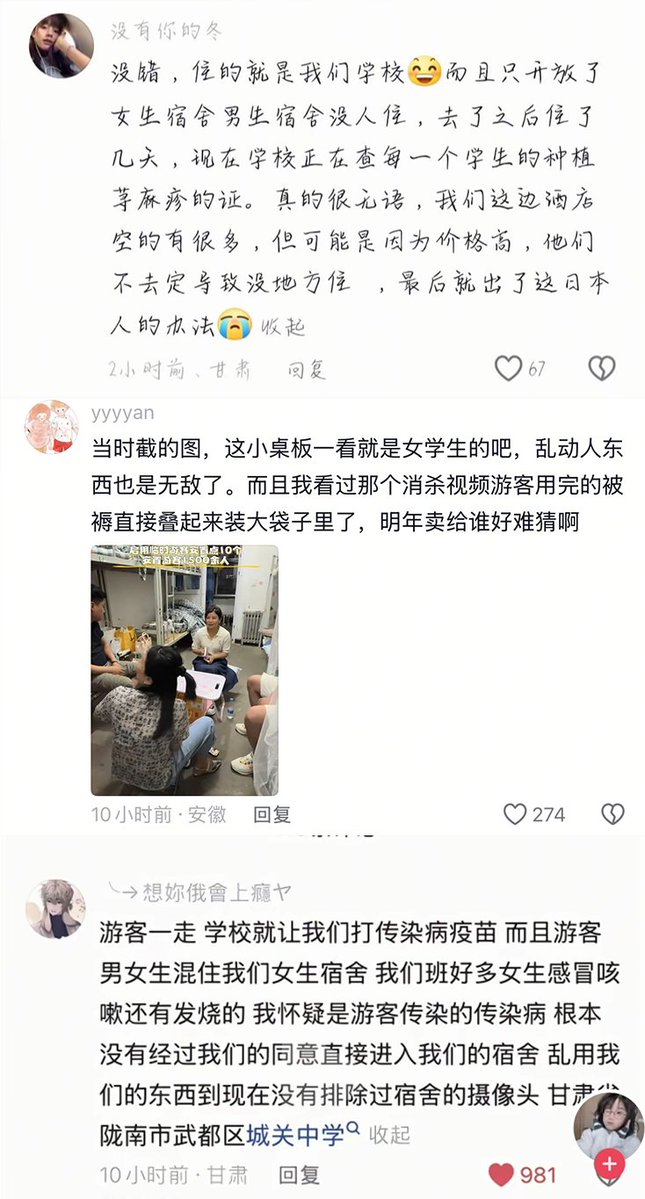 没有你的冬
没错，位的就是我们学校😄而且只开放了
女生宿舍男生宿舍没人位，去了之后住了
几天，现在学校正在查每一个学生的种植
荨麻疹的证。真的很无语，我们这边酒店
空的有很多，但可能是因为价格高，他们
不去定导致没地方位 ，最后就出了这日本
人的办法😭 收起
2小时前、甘肃 回复
67
yyyyan
当时截的图，这小桌板一看就是女学生的吧，乱动人东
西也是无敌了。而且我看过那个消杀视频游客用完的被
褥直接叠起来装大袋子里了，明年卖给谁好难猜啊
启用临时游客安置点10个
安置游客1500余人
10小时前·安徽 回复
274
╰→想妳俄會上癮ヤ
游客一走 学校就让我们打传染病疫苗 而且游客
男女生混住我们女生宿舍 我们班好多女生感冒咳
嗽还有发烧的 我怀疑是游客传染的传染病 根本
没有经过我们的同意直接进入我们的宿舍 乱用我
们的东西到现在没有排除过宿舍的摄像头 甘肃省
陇南市武都区城关中学 收起
10小时前·甘肃 回复
981